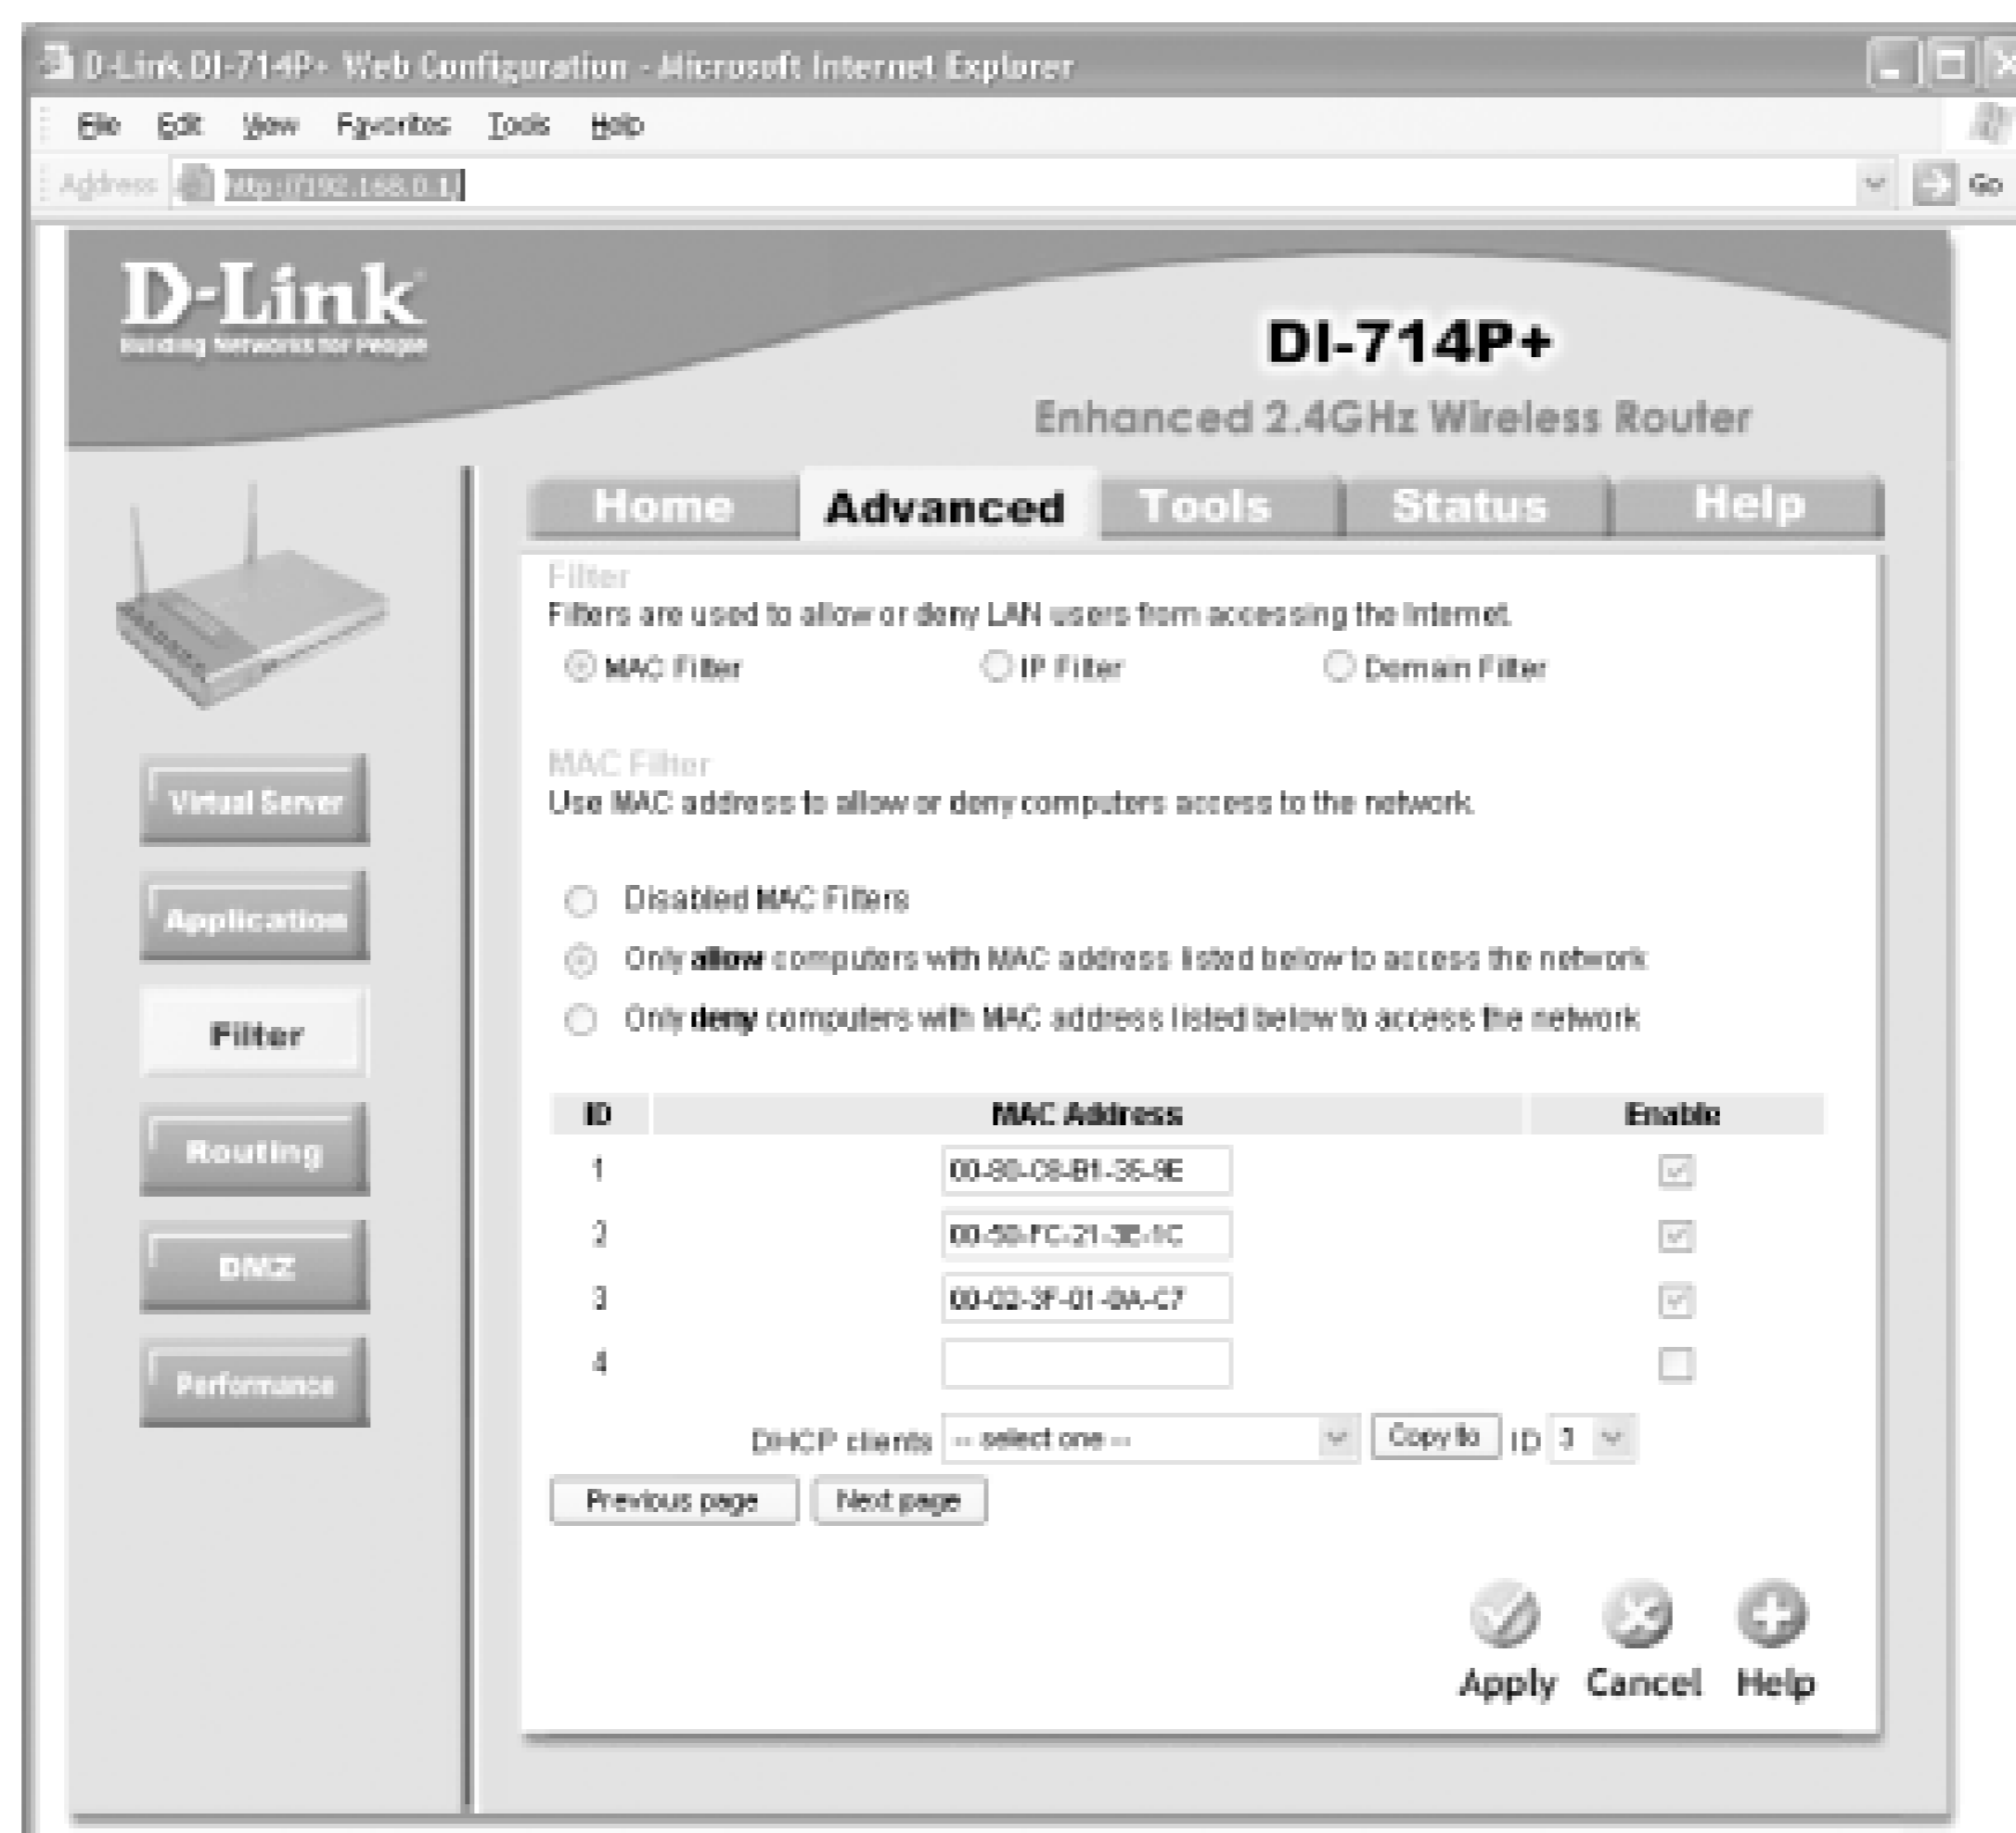 D-Link DI-714P+ Web Configuration - Microsoft Internet Explorer
File Edit View Favorites Tools Help
Address http://192.168.0.1/ Go
D-Link
Building Networks for People
DI-714P+
Enhanced 2.4GHz Wireless Router
Home Advanced Tools Status Help
Virtual Server
Application
Filter
Routing
DMZ
Performance
Filter
Filters are used to allow or deny LAN users from accessing the Internet.
MAC Filter IP Filter Domain Filter
MAC Filter
Use MAC address to allow or deny computers access to the network.
Disabled MAC Filters
Only allow computers with MAC address listed below to access the network
Only deny computers with MAC address listed below to access the network
ID MAC Address Enable
1
2
3
4
DHCP clients -- select one -- Copy to ID 3
Previous page Next page
Apply Cancel Help